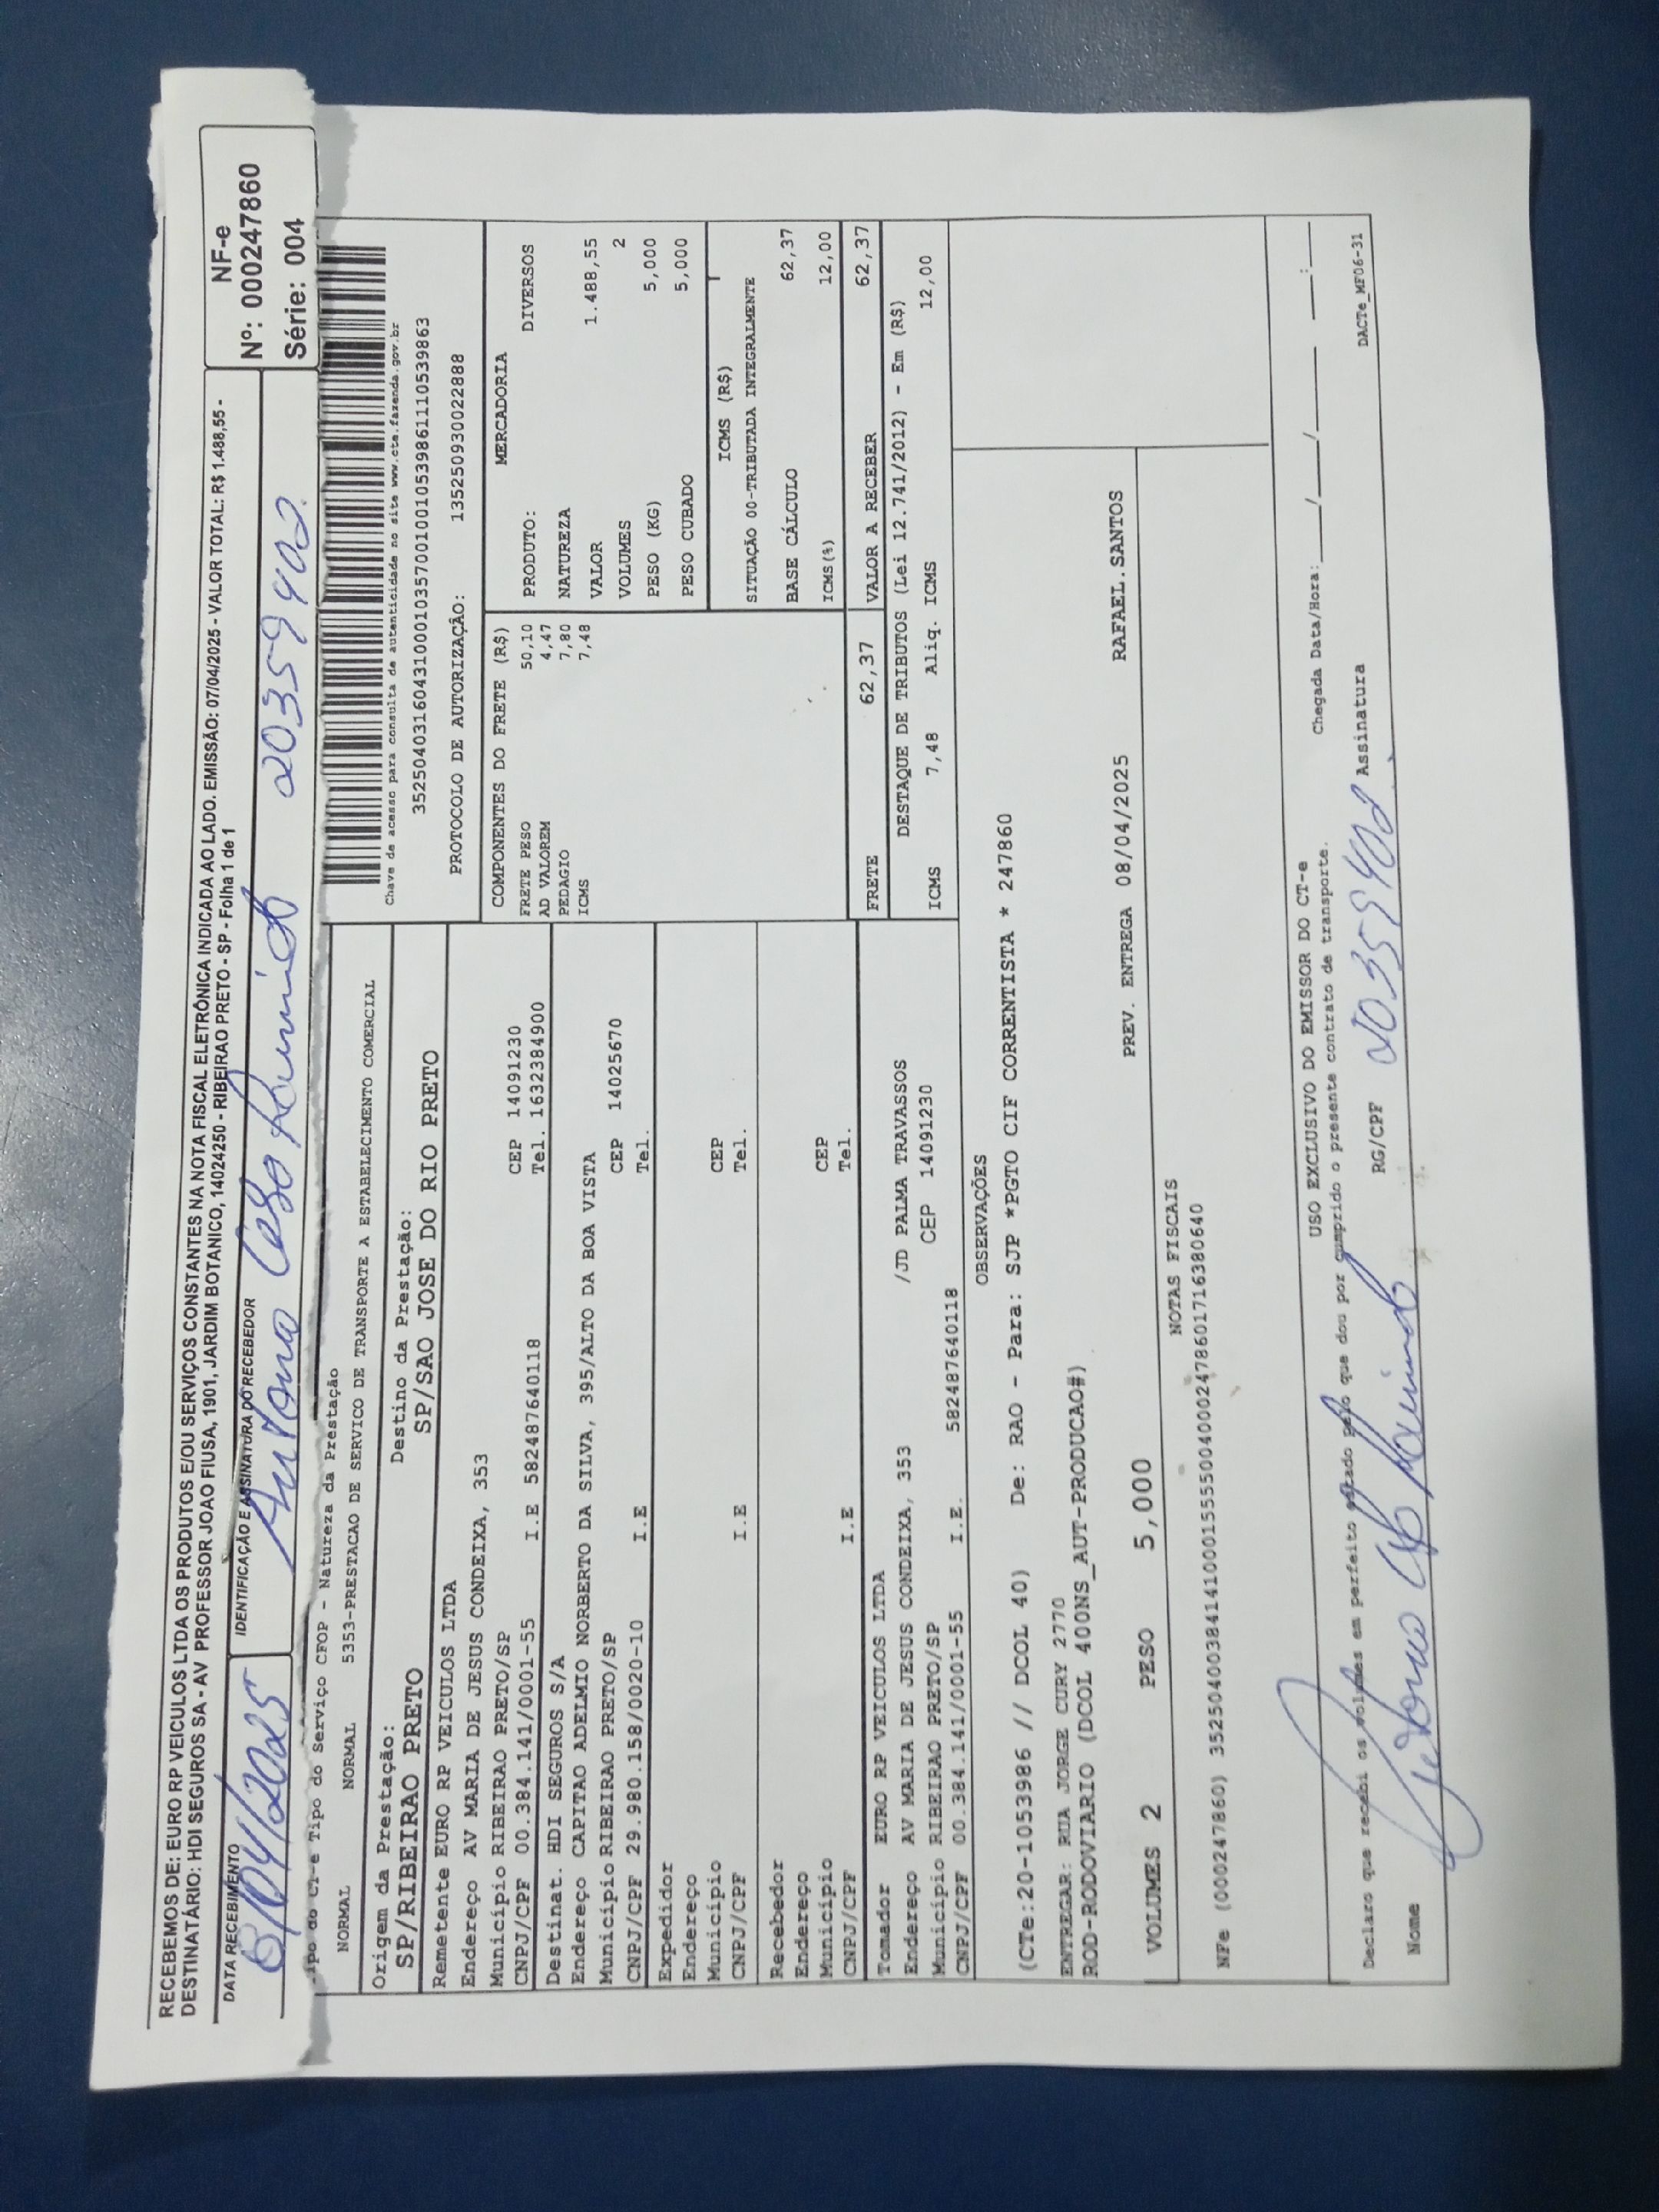 RECEBEMOS DE: EURO RP VEICULOS LTDA OS PRODUTOS E/OU SERVIÇOS CONSTANTES NA NOTA FISCAL ELETRÔNICA INDICADA AO LADO. EMISSÃO: 07/04/2025 - VALOR TOTAL: R$ 1.488,55 -
DESTINATÁRIO: HDI SEGUROS SA - AV PROFESSOR JOAO FIUSA, 1901, JARDIM BOTANICO, 14024250 - RIBEIRAO PRETO - SP - Folha 1 de 1
NF-e
Nº: 000247860
Série: 004
DATA RECEBIMENTO
8/04/2025
IDENTIFICAÇÃO E ASSINATURA DO RECEBEDOR
Antonio 20359402
Tipo do CT-e Tipo do Serviço CFOP - Natureza da Prestação
NORMAL NORMAL 5353-PRESTACAO DE SERVICO DE TRANSPORTE A ESTABELECIMENTO COMERCIAL
Chave de acesso para consulta de autenticidade no site www.cte.fazenda.gov.br
PROTOCOLO DE AUTORIZAÇÃO: 135250930022888
Origem da Prestação: Destino da Prestação:
SP/RIBEIRAO PRETO SP/SAO JOSE DO RIO PRETO
Remetente EURO RP VEICULOS LTDA
Endereço AV MARIA DE JESUS CONDEIXA, 353
Município RIBEIRAO PRETO/SP CEP 14091230
CNPJ/CPF 00.384.141/0001-55 I.E 582487640118 Tel. 1632384900
Destinat. HDI SEGUROS S/A
Endereço CAPITAO ADELMIO NORBERTO DA SILVA, 395/ALTO DA BOA VISTA
Município RIBEIRAO PRETO/SP CEP 14025670
CNPJ/CPF 29.980.158/0020-10 I.E Tel.
Expedidor
Endereço
Município CEP
CNPJ/CPF I.E Tel.
Recebedor
Endereço
Município CEP
CNPJ/CPF I.E Tel.
Tomador EURO RP VEICULOS LTDA
Endereço AV MARIA DE JESUS CONDEIXA, 353 /JD PALMA TRAVASSOS
Município RIBEIRAO PRETO/SP CEP 14091230
CNPJ/CPF 00.384.141/0001-55 I.E. 582487640118
COMPONENTES DO FRETE (R$)
FRETE PESO 50,10
AD VALOREM 4,47
PEDAGIO 7,80
ICMS 7,48
MERCADORIA
PRODUTO: DIVERSOS
NATUREZA
VALOR 1.488,55
VOLUMES 2
PESO (KG) 5,000
PESO CUBADO 5,000
ICMS (R$)
SITUAÇÃO 00-TRIBUTADA INTEGRALMENTE
BASE CÁLCULO 62,37
ICMS(%) 12,00
FRETE 62,37 VALOR A RECEBER 62,37
DESTAQUE DE TRIBUTOS (Lei 12.741/2012) - Em (R$)
ICMS 7,48 Aliq. ICMS 12,00
OBSERVAÇÕES
(CTe:20-1053986 // DCOL 40) De: RAO - Para: SJP *PGTO CIF CORRENTISTA * 247860
ENTREGAR: RUA JORGE CURY 2770
ROD-RODOVIARIO (DCOL 400NS_AUT-PRODUCAO#)
PREV. ENTREGA 08/04/2025 RAFAEL.SANTOS
VOLUMES 2 PESO 5,000
NOTAS FISCAIS
NFe (000247860) 35250400384141000155550040002478601716380640
USO EXCLUSIVO DO EMISSOR DO CT-e
Declaro que recebi os volumes em perfeito estado pelo que dou por cumprido o presente contrato de transporte.
Chegada Data/Hora: ___/___/___ __:__
Nome Antonio RG/CPF 20359402 Assinatura
DACTe_MF06-31